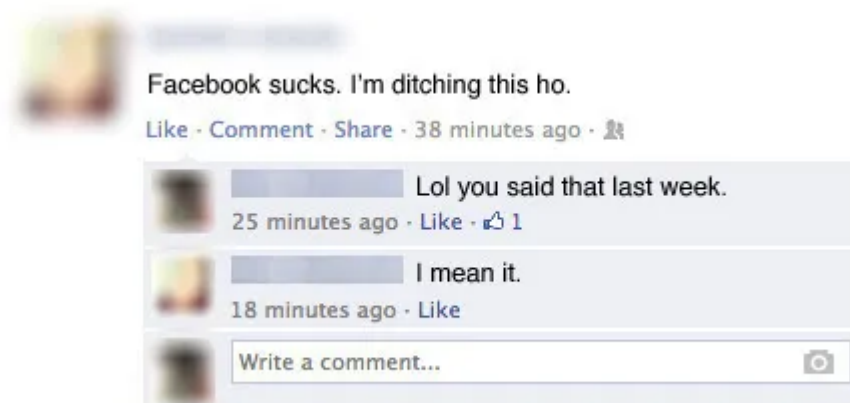 Facebook sucks. I'm ditching this ho.
Like · Comment · Share · 38 minutes ago ·
Lol you said that last week.
25 minutes ago · Like · 1
I mean it.
18 minutes ago · Like
Write a comment...